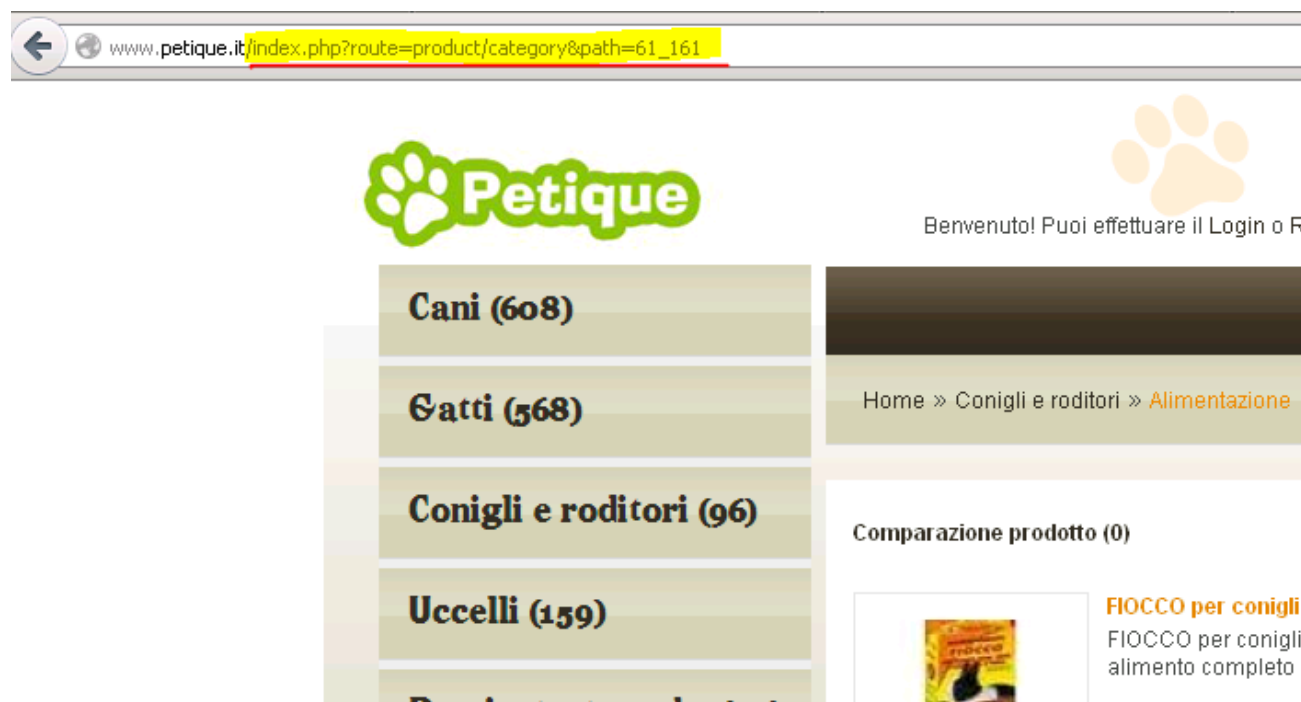 www.petique.it/index.php?route=product/category&path=61_161
Petique
Benvenuto! Puoi effettuare il Login o R
Cani (608)
Gatti (568)
Home » Conigli e roditori » Alimentazione
Conigli e roditori (96)
Comparazione prodotto (0)
Uccelli (159)
FIOCCO per conigli
FIOCCO per conigli
alimento completo
FIOCCO